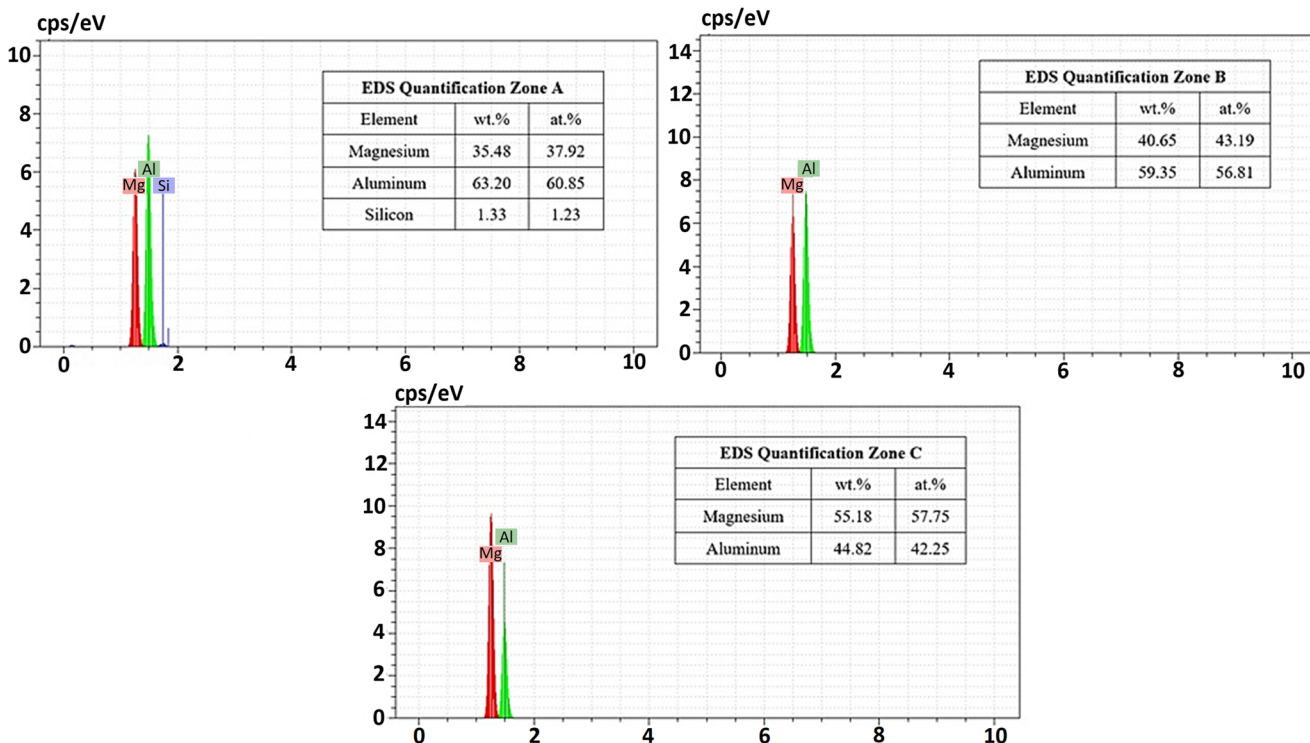 cps/eV
10
8
6
4
2
0
0 2 4 6 8 10
Mg Al Si
EDS Quantification Zone A
Element wt.% at.%
Magnesium 35.48 37.92
Aluminum 63.20 60.85
Silicon 1.33 1.23
cps/eV
14
12
10
8
6
4
2
0
0 2 4 6 8 10
Mg Al
EDS Quantification Zone B
Element wt.% at.%
Magnesium 40.65 43.19
Aluminum 59.35 56.81
cps/eV
14
12
10
8
6
4
2
0
0 2 4 6 8 10
Mg Al
EDS Quantification Zone C
Element wt.% at.%
Magnesium 55.18 57.75
Aluminum 44.82 42.25